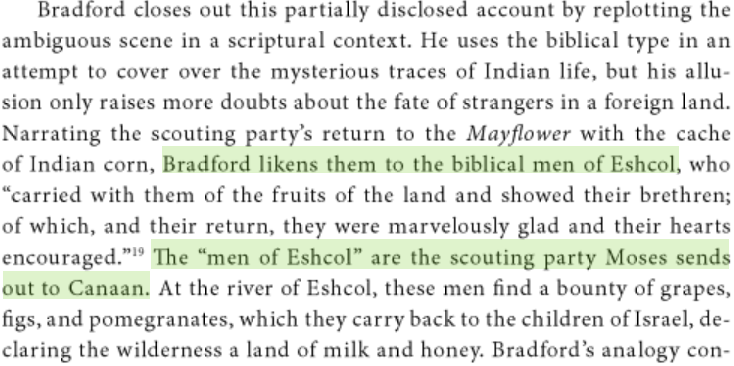 Bradford closes out this partially disclosed account by replotting the
ambiguous scene in a scriptural context. He uses the biblical type in an
attempt to cover over the mysterious traces of Indian life, but his allu-
sion only raises more doubts about the fate of strangers in a foreign land.
Narrating the scouting party’s return to the Mayflower with the cache
of Indian corn, Bradford likens them to the biblical men of Eshcol, who
“carried with them of the fruits of the land and showed their brethren;
of which, and their return, they were marvelously glad and their hearts
encouraged.”19 The “men of Eshcol” are the scouting party Moses sends
out to Canaan. At the river of Eshcol, these men find a bounty of grapes,
figs, and pomegranates, which they carry back to the children of Israel, de-
claring the wilderness a land of milk and honey. Bradford’s analogy con-